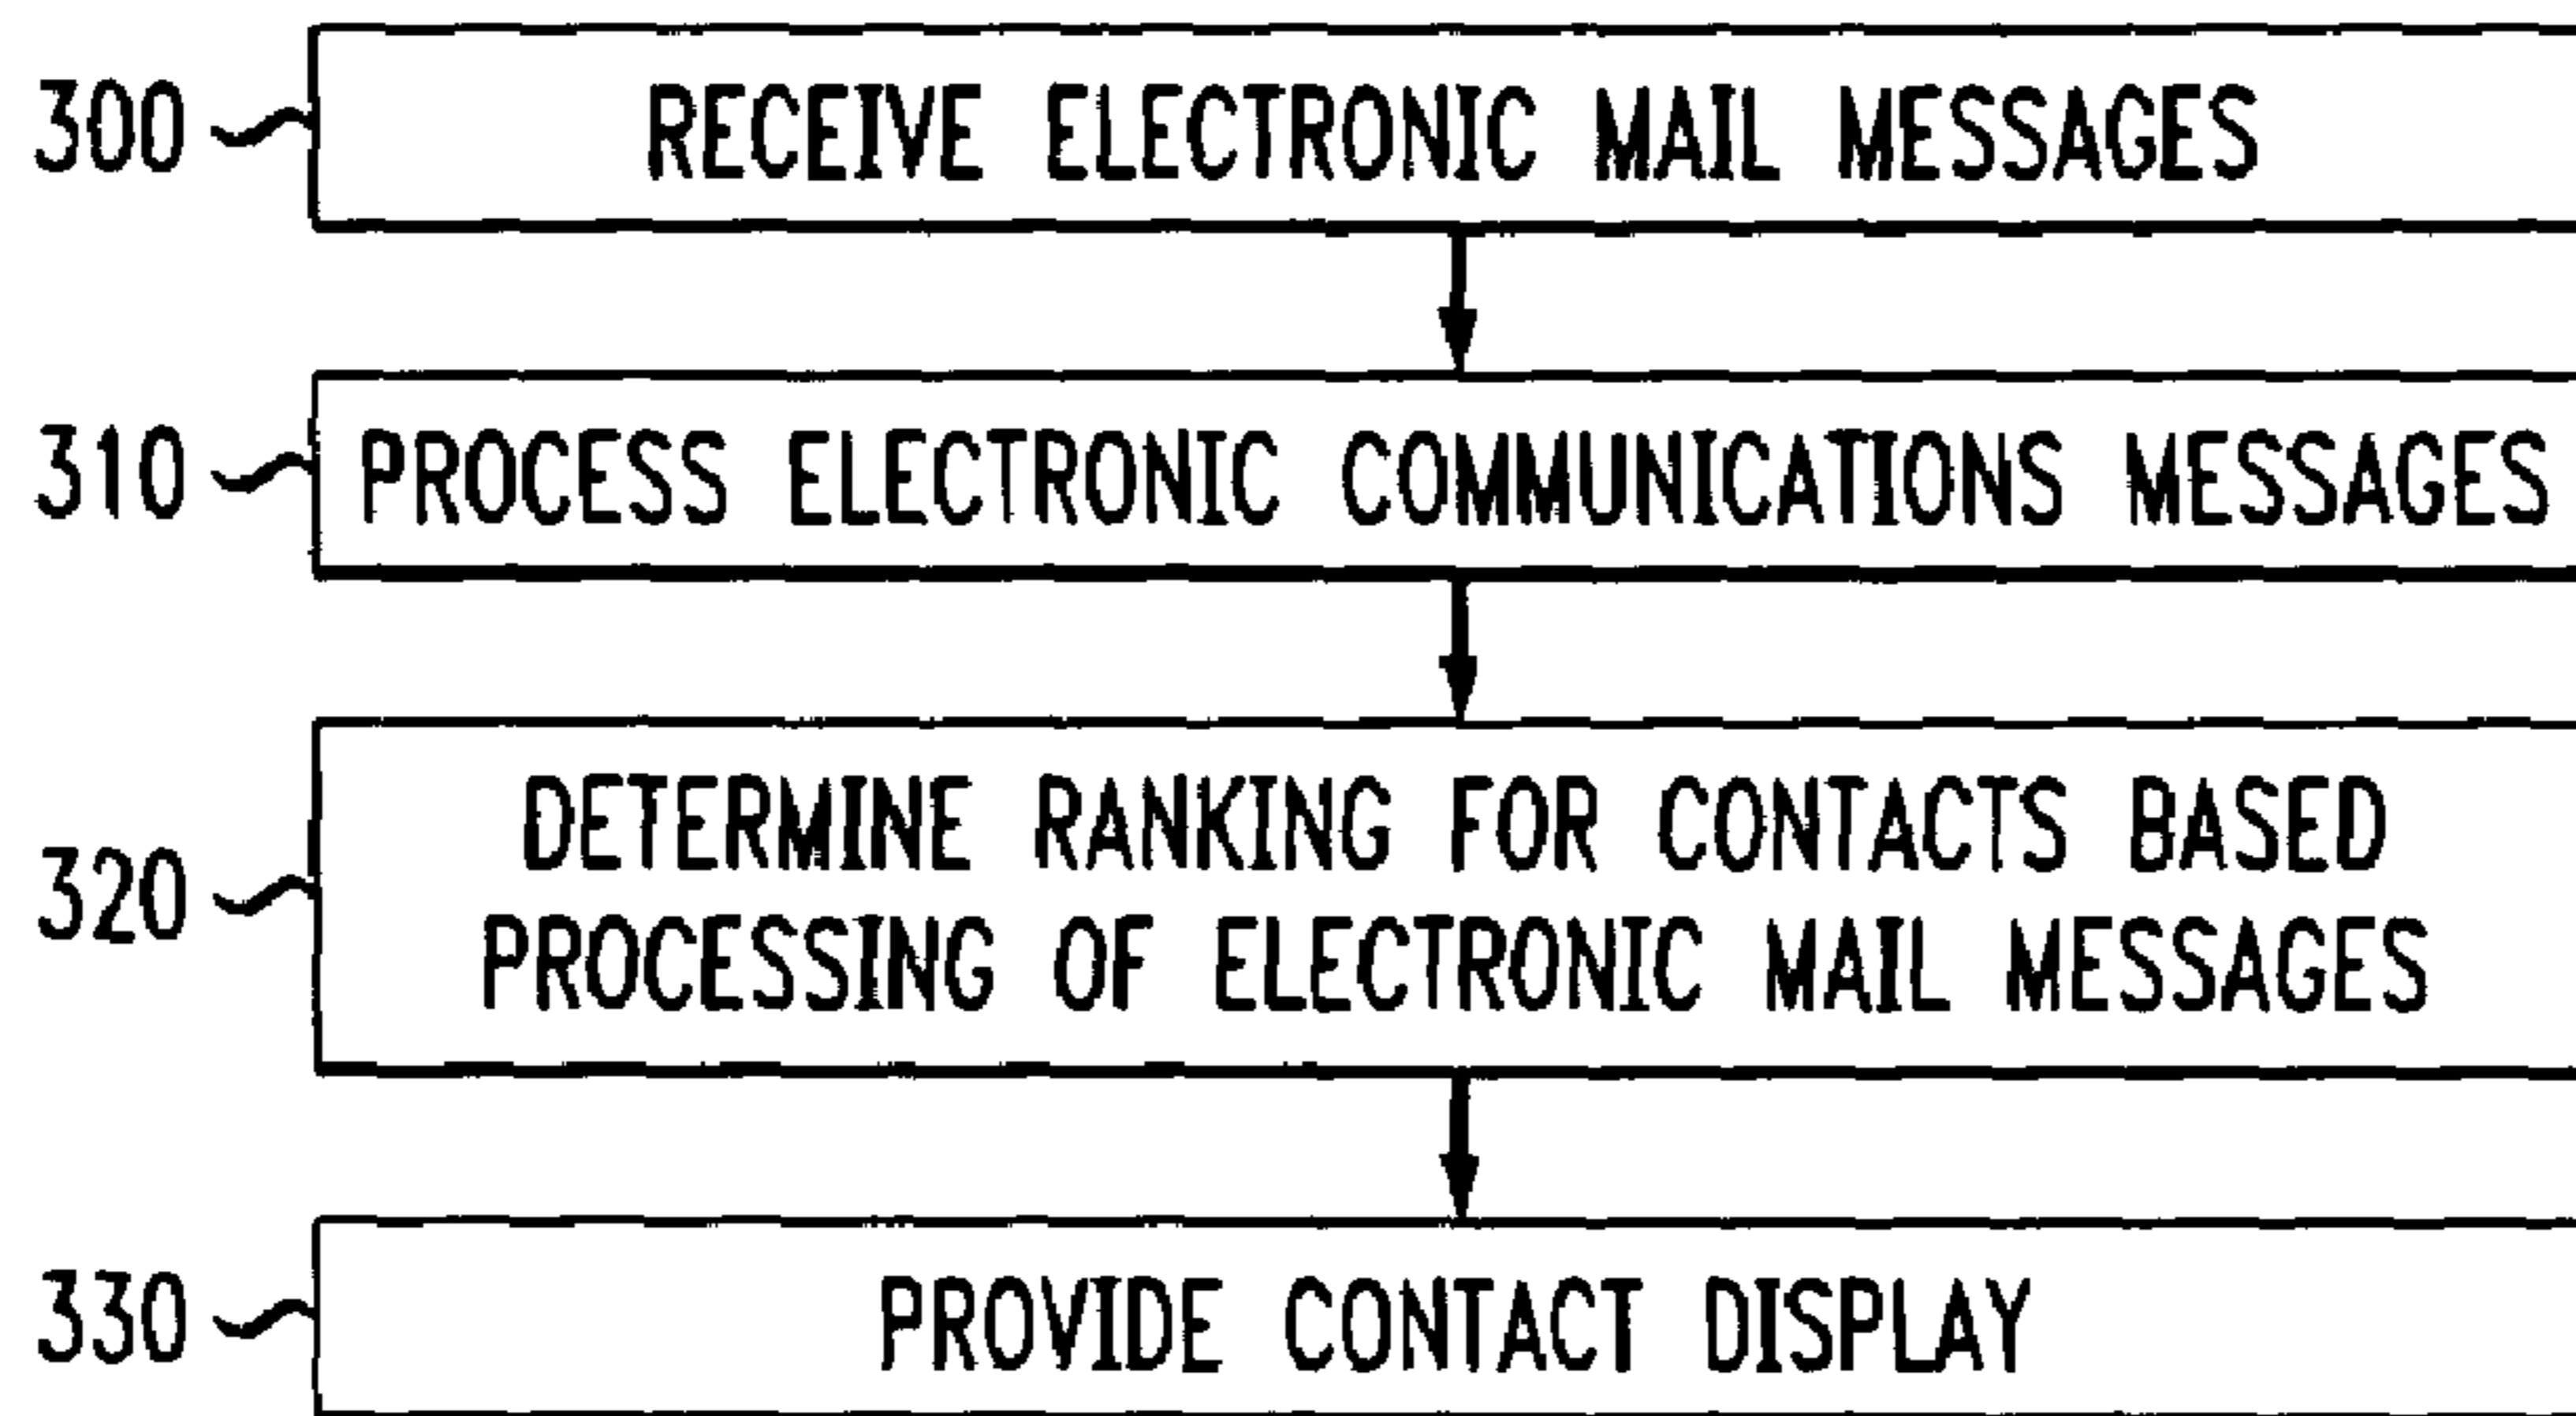 300
RECEIVE ELECTRONIC MAIL MESSAGES
310
PROCESS ELECTRONIC COMMUNICATIONS MESSAGES
320
DETERMINE RANKING FOR CONTACTS BASED
PROCESSING OF ELECTRONIC MAIL MESSAGES
330
PROVIDE CONTACT DISPLAY